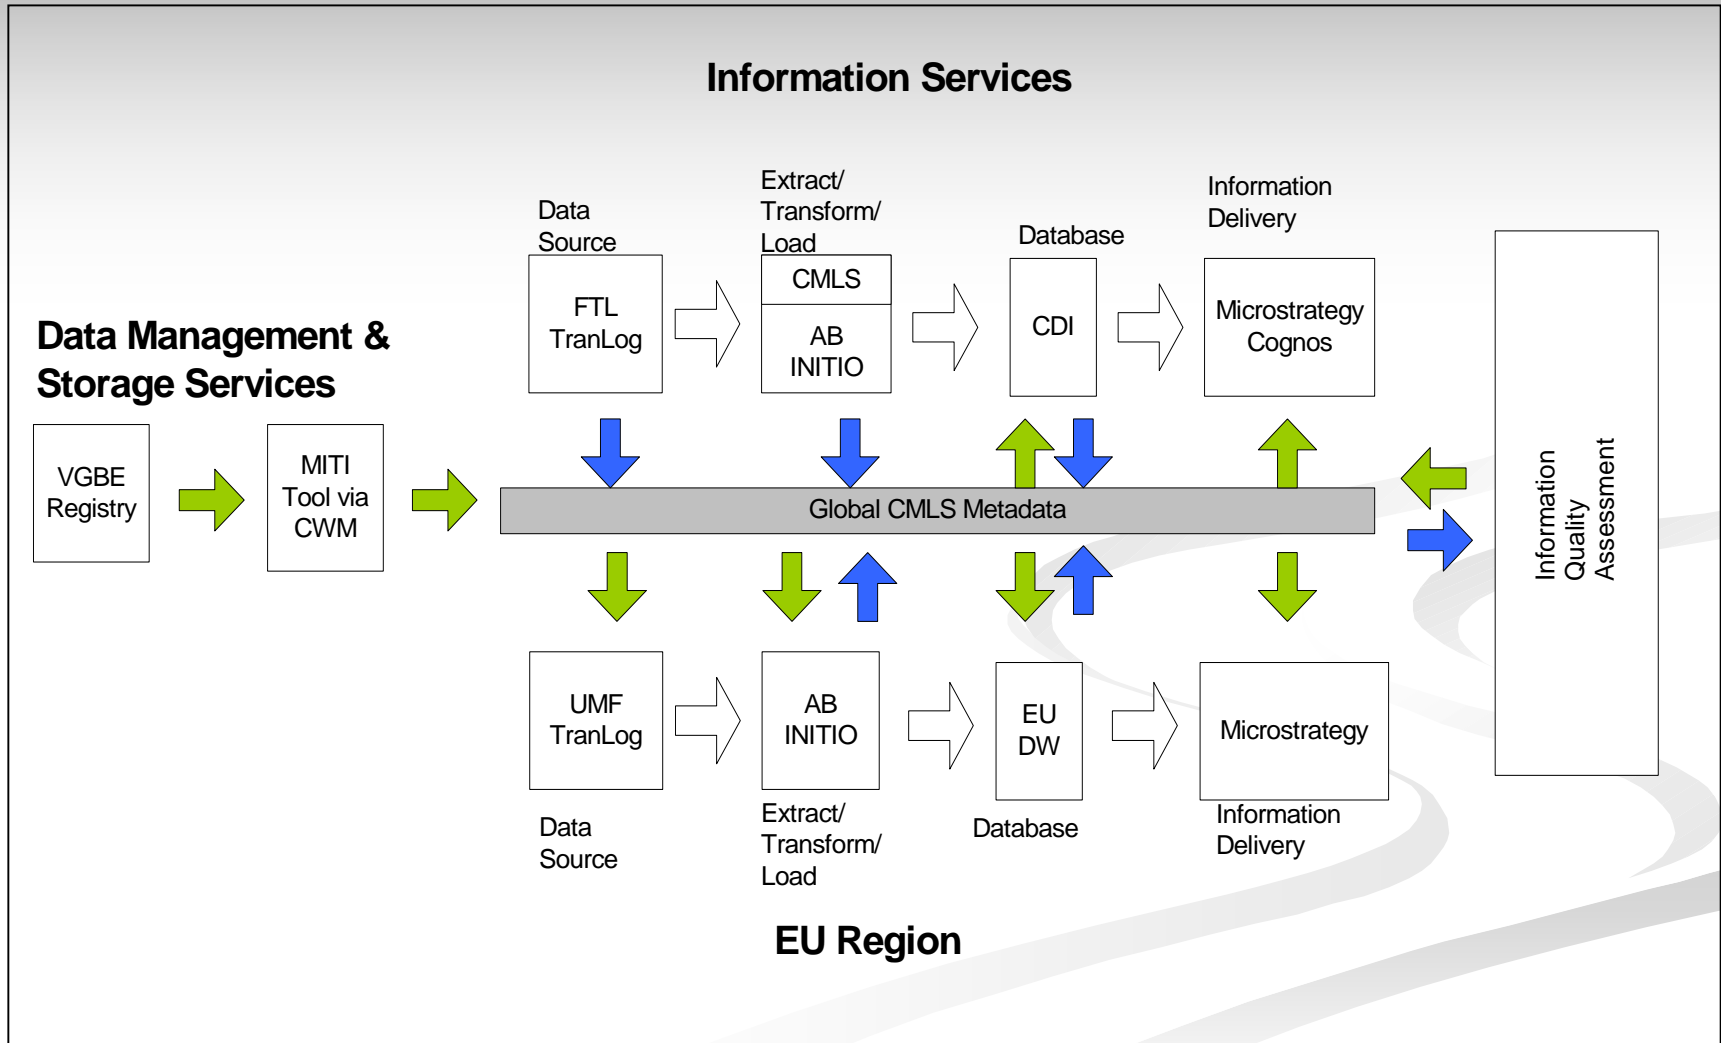 Information Services
Data
Source
Extract/
Transform/
Load
Database
Information
Delivery
FTL
TranLog
CMLS
AB
INITIO
CDI
Microstrategy
Cognos
Data Management &
Storage Services
VGBE
Registry
MITI
Tool via
CWM
Global CMLS Metadata
Information
Quality
Assessment
UMF
TranLog
AB
INITIO
EU
DW
Microstrategy
Data
Source
Extract/
Transform/
Load
Database
Information
Delivery
EU Region